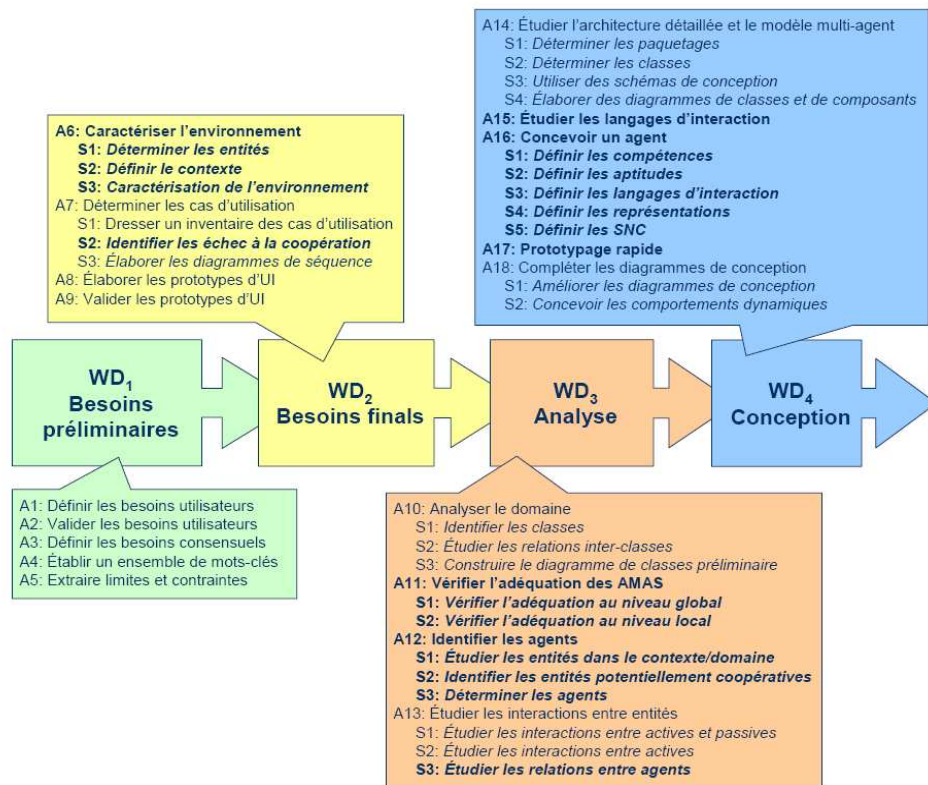 A14: Étudier l'architecture détaillée et le modèle multi-agent
S1: Déterminer les paquetages
S2: Déterminer les classes
S3: Utiliser des schémas de conception
S4: Élaborer des diagrammes de classes et de composants
A15: Étudier les langages d'interaction
A16: Concevoir un agent
S1: Définir les compétences
S2: Définir les aptitudes
S3: Définir les langages d'interaction
S4: Définir les représentations
S5: Définir les SNC
A17: Prototypage rapide
A18: Compléter les diagrammes de conception
S1: Améliorer les diagrammes de conception
S2: Concevoir les comportements dynamiques
A6: Caractériser l'environnement
S1: Déterminer les entités
S2: Définir le contexte
S3: Caractérisation de l'environnement
A7: Déterminer les cas d'utilisation
S1: Dresser un inventaire des cas d'utilisation
S2: Identifier les échec à la coopération
S3: Élaborer les diagrammes de séquence
A8: Élaborer les prototypes d'UI
A9: Valider les prototypes d'UI
WD1
Besoins
préliminaires
WD2
Besoins finals
WD3
Analyse
WD4
Conception
A1: Définir les besoins utilisateurs
A2: Valider les besoins utilisateurs
A3: Définir les besoins consensuels
A4: Établir un ensemble de mots-clés
A5: Extraire limites et contraintes
A10: Analyser le domaine
S1: Identifier les classes
S2: Étudier les relations inter-classes
S3: Construire le diagramme de classes préliminaire
A11: Vérifier l'adéquation des AMAS
S1: Vérifier l'adéquation au niveau global
S2: Vérifier l'adéquation au niveau local
A12: Identifier les agents
S1: Étudier les entités dans le contexte/domaine
S2: Identifier les entités potentiellement coopératives
S3: Déterminer les agents
A13: Étudier les interactions entre entités
S1: Étudier les interactions entre actives et passives
S2: Étudier les interactions entre actives
S3: Étudier les relations entre agents